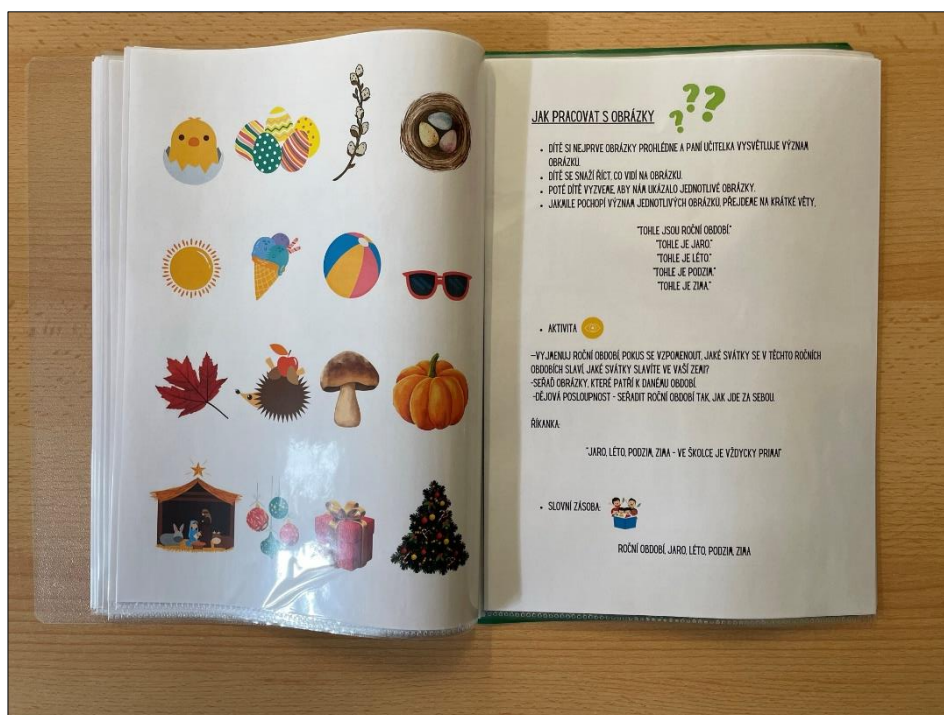 JAK PRACOVAT S OBRÁZKY
???
• DÍTĚ SI NEJPRVE OBRÁZKY PROHLÉDNE A PANÍ UČITELKA VYSVĚTLUJE VÝZNAM
OBRÁZKU.
• DÍTĚ SE SNAŽÍ ŘÍCT, CO VIDÍ NA OBRÁZKU.
• POTÉ DÍTĚ VYZVEME, ABY NÁM UKÁZALO JEDNOTLIVÉ OBRÁZKY.
• JAKMILE POCHOPÍ VÝZNAM JEDNOTLIVÝCH OBRÁZKŮ, PŘEJDEME NA KRÁTKÉ VĚTY.
"TOHLE JSOU ROČNÍ OBDOBÍ."
"TOHLE JE JARO."
"TOHLE JE LÉTO."
"TOHLE JE PODZIM."
"TOHLE JE ZIMA."
• AKTIVITA
-VYJMENUJ ROČNÍ OBDOBÍ, POKUS SE VZPOMENOUT, JAKÉ SVÁTKY SE V TĚCHTO ROČNÍCH
OBDOBÍCH SLAVÍ. JAKÉ SVÁTKY SLAVÍTE VE VAŠÍ ZEMI?
-SEŘAĎ OBRÁZKY, KTERÉ PATŘÍ K DANÉMU OBDOBÍ.
-DĚJOVÁ POSLOUPNOST - SEŘADIT ROČNÍ OBDOBÍ TAK, JAK JDE ZA SEBOU.
ŘÍKANKA:
"JARO, LÉTO, PODZIM, ZIMA - VE ŠKOLCE JE VŽDYCKY PRIMA!"
• SLOVNÍ ZÁSOBA:
ROČNÍ OBDOBÍ, JARO, LÉTO, PODZIM, ZIMA